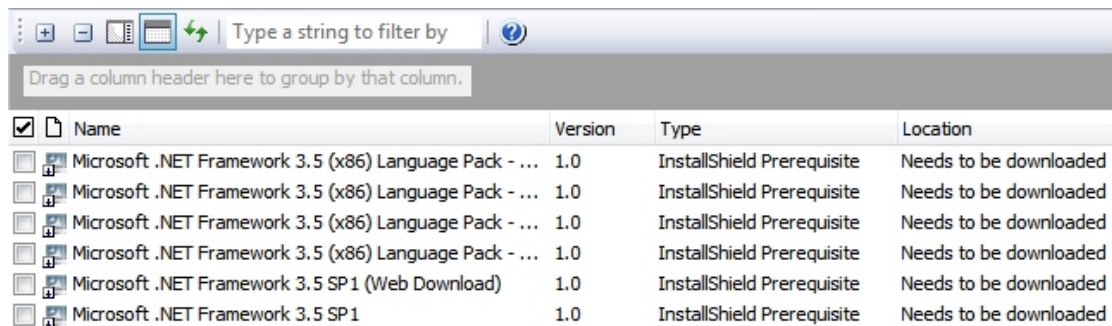 Type a string to filter by
Drag a column header here to group by that column.
Name Version Type Location
Microsoft .NET Framework 3.5 (x86) Language Pack - ... 1.0 InstallShield Prerequisite Needs to be downloaded
Microsoft .NET Framework 3.5 (x86) Language Pack - ... 1.0 InstallShield Prerequisite Needs to be downloaded
Microsoft .NET Framework 3.5 (x86) Language Pack - ... 1.0 InstallShield Prerequisite Needs to be downloaded
Microsoft .NET Framework 3.5 (x86) Language Pack - ... 1.0 InstallShield Prerequisite Needs to be downloaded
Microsoft .NET Framework 3.5 SP1 (Web Download) 1.0 InstallShield Prerequisite Needs to be downloaded
Microsoft .NET Framework 3.5 SP1 1.0 InstallShield Prerequisite Needs to be downloaded